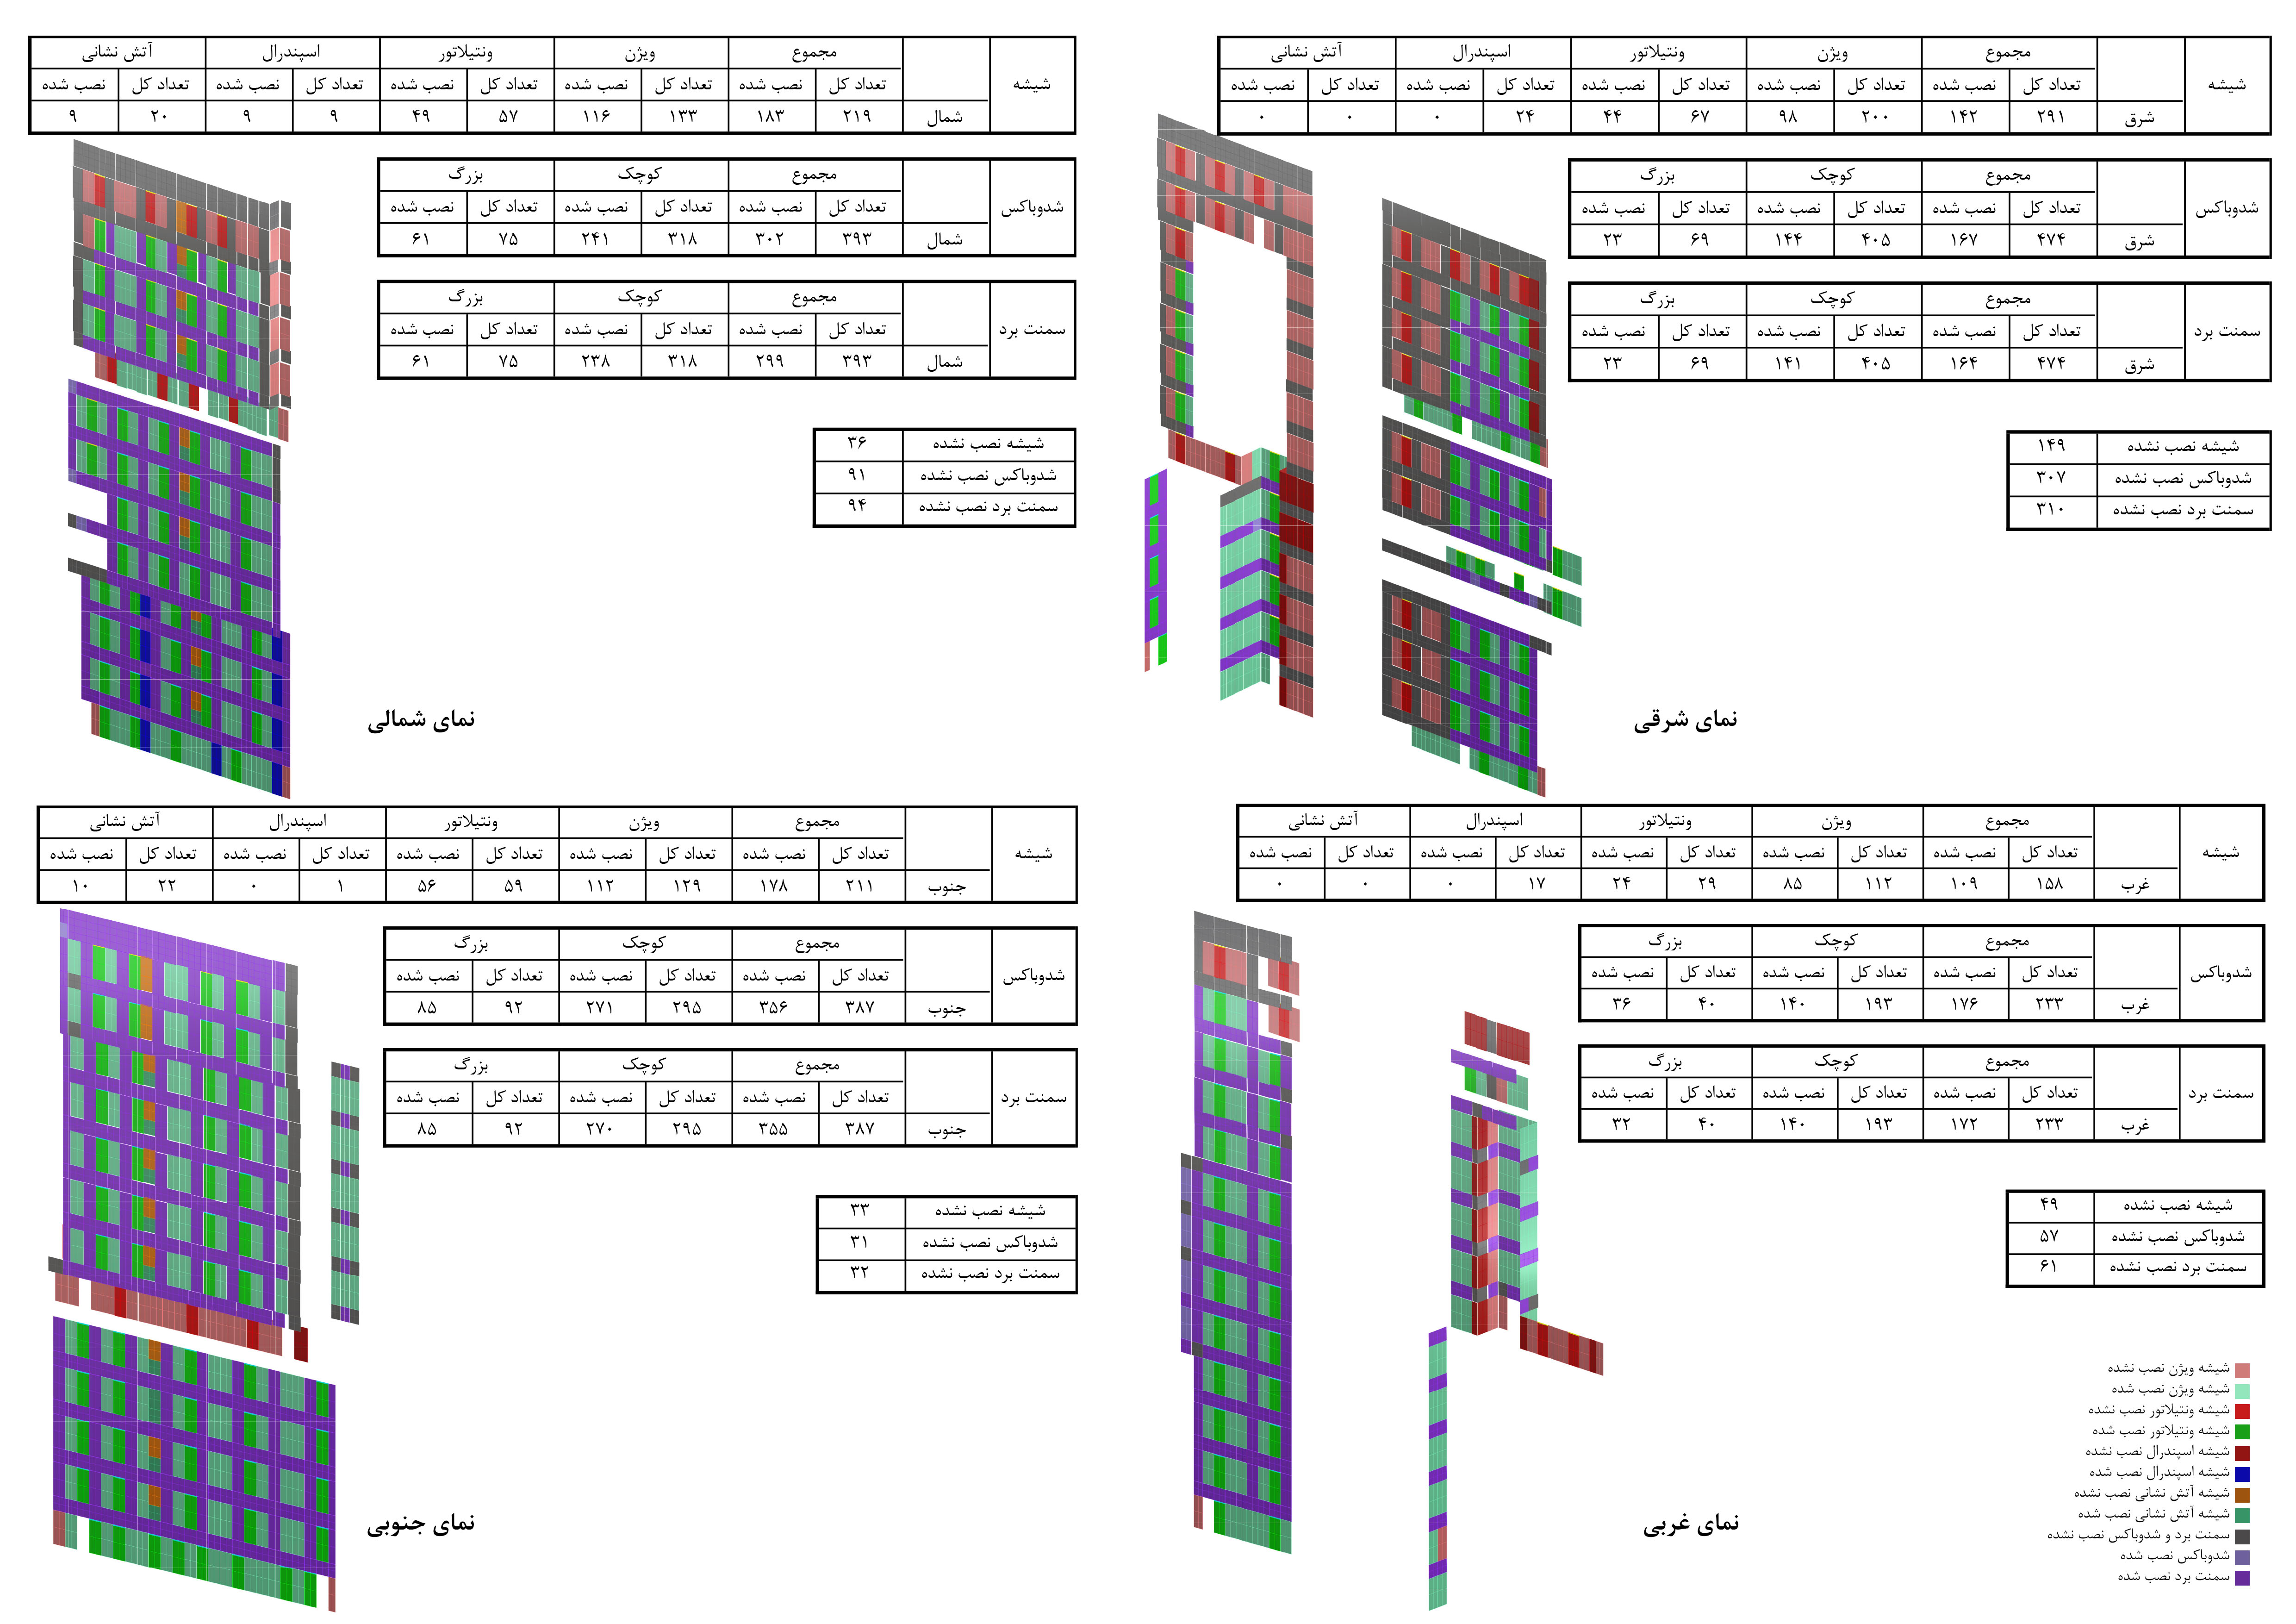 شیشه مجموع ویژن ونتیلاتور اسپندرال آتش نشانی
تعداد کل نصب شده تعداد کل نصب شده تعداد کل نصب شده تعداد کل نصب شده تعداد کل نصب شده
شمال ۲۱۹ ۱۸۳ ۱۳۳ ۱۱۶ ۵۷ ۴۹ ۹ ۹ ۲۰ ۹
شدوباکس مجموع کوچک بزرگ
تعداد کل نصب شده تعداد کل نصب شده تعداد کل نصب شده
شمال ۳۹۳ ۳۰۲ ۳۱۸ ۲۴۱ ۷۵ ۶۱
سمنت برد مجموع کوچک بزرگ
تعداد کل نصب شده تعداد کل نصب شده تعداد کل نصب شده
شمال ۳۹۳ ۲۹۹ ۳۱۸ ۲۳۸ ۷۵ ۶۱
شیشه نصب نشده ۳۶
شدوباکس نصب نشده ۹۱
سمنت برد نصب نشده ۹۴
نمای شمالی
شیشه مجموع ویژن ونتیلاتور اسپندرال آتش نشانی
تعداد کل نصب شده تعداد کل نصب شده تعداد کل نصب شده تعداد کل نصب شده تعداد کل نصب شده
شرق ۲۹۱ ۱۴۲ ۲۰۰ ۹۸ ۶۷ ۴۴ ۲۴ ۰ ۰ ۰
شدوباکس مجموع کوچک بزرگ
تعداد کل نصب شده تعداد کل نصب شده تعداد کل نصب شده
شرق ۴۷۴ ۱۶۷ ۴۰۵ ۱۴۴ ۶۹ ۲۳
سمنت برد مجموع کوچک بزرگ
تعداد کل نصب شده تعداد کل نصب شده تعداد کل نصب شده
شرق ۴۷۴ ۱۶۴ ۴۰۵ ۱۴۱ ۶۹ ۲۳
شیشه نصب نشده ۱۴۹
شدوباکس نصب نشده ۳۰۷
سمنت برد نصب نشده ۳۱۰
نمای شرقی
شیشه مجموع ویژن ونتیلاتور اسپندرال آتش نشانی
تعداد کل نصب شده تعداد کل نصب شده تعداد کل نصب شده تعداد کل نصب شده تعداد کل نصب شده
جنوب ۲۱۱ ۱۷۸ ۱۲۹ ۱۱۲ ۵۹ ۵۶ ۱ ۰ ۲۲ ۱۰
شدوباکس مجموع کوچک بزرگ
تعداد کل نصب شده تعداد کل نصب شده تعداد کل نصب شده
جنوب ۳۸۷ ۳۵۶ ۲۹۵ ۲۷۱ ۹۲ ۸۵
سمنت برد مجموع کوچک بزرگ
تعداد کل نصب شده تعداد کل نصب شده تعداد کل نصب شده
جنوب ۳۸۷ ۳۵۵ ۲۹۵ ۲۷۰ ۹۲ ۸۵
شیشه نصب نشده ۳۳
شدوباکس نصب نشده ۳۱
سمنت برد نصب نشده ۳۲
نمای جنوبی
شیشه مجموع ویژن ونتیلاتور اسپندرال آتش نشانی
تعداد کل نصب شده تعداد کل نصب شده تعداد کل نصب شده تعداد کل نصب شده تعداد کل نصب شده
غرب ۱۵۸ ۱۰۹ ۱۱۲ ۸۵ ۲۹ ۲۴ ۱۷ ۰ ۰ ۰
شدوباکس مجموع کوچک بزرگ
تعداد کل نصب شده تعداد کل نصب شده تعداد کل نصب شده
غرب ۲۳۳ ۱۷۶ ۱۹۳ ۱۴۰ ۴۰ ۳۶
سمنت برد مجموع کوچک بزرگ
تعداد کل نصب شده تعداد کل نصب شده تعداد کل نصب شده
غرب ۲۳۳ ۱۷۲ ۱۹۳ ۱۴۰ ۴۰ ۳۲
شیشه نصب نشده ۴۹
شدوباکس نصب نشده ۵۷
سمنت برد نصب نشده ۶۱
نمای غربی
شیشه ویژن نصب نشده
شیشه ویژن نصب شده
شیشه ونتیلاتور نصب نشده
شیشه ونتیلاتور نصب شده
شیشه اسپندرال نصب نشده
شیشه اسپندرال نصب شده
شیشه آتش نشانی نصب نشده
شیشه آتش نشانی نصب شده
سمنت برد و شدوباکس نصب نشده
شدوباکس نصب شده
سمنت برد نصب شده